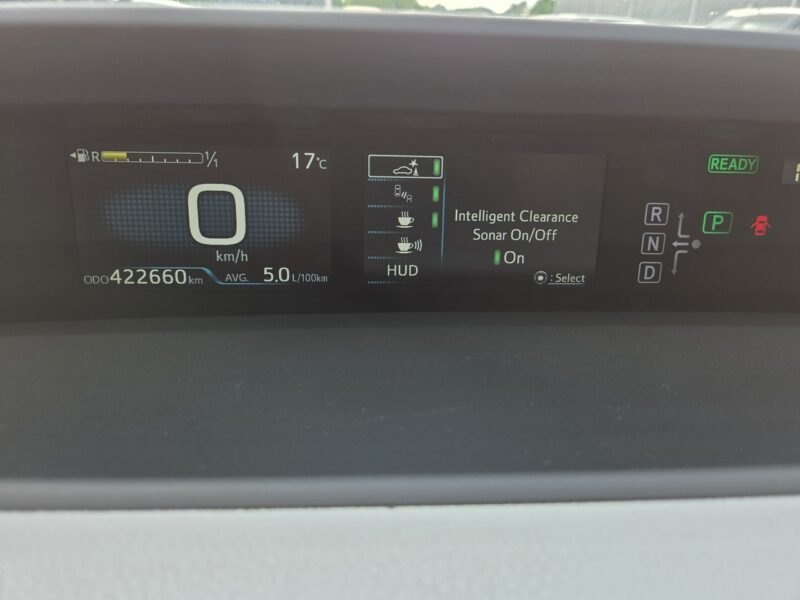 R 1/1 17°C
0
km/h
ODO 422660 km AVG. 5.0 L/100km
HUD
Intelligent Clearance
Sonar On/Off
On
: Select
READY
R
N
D
P